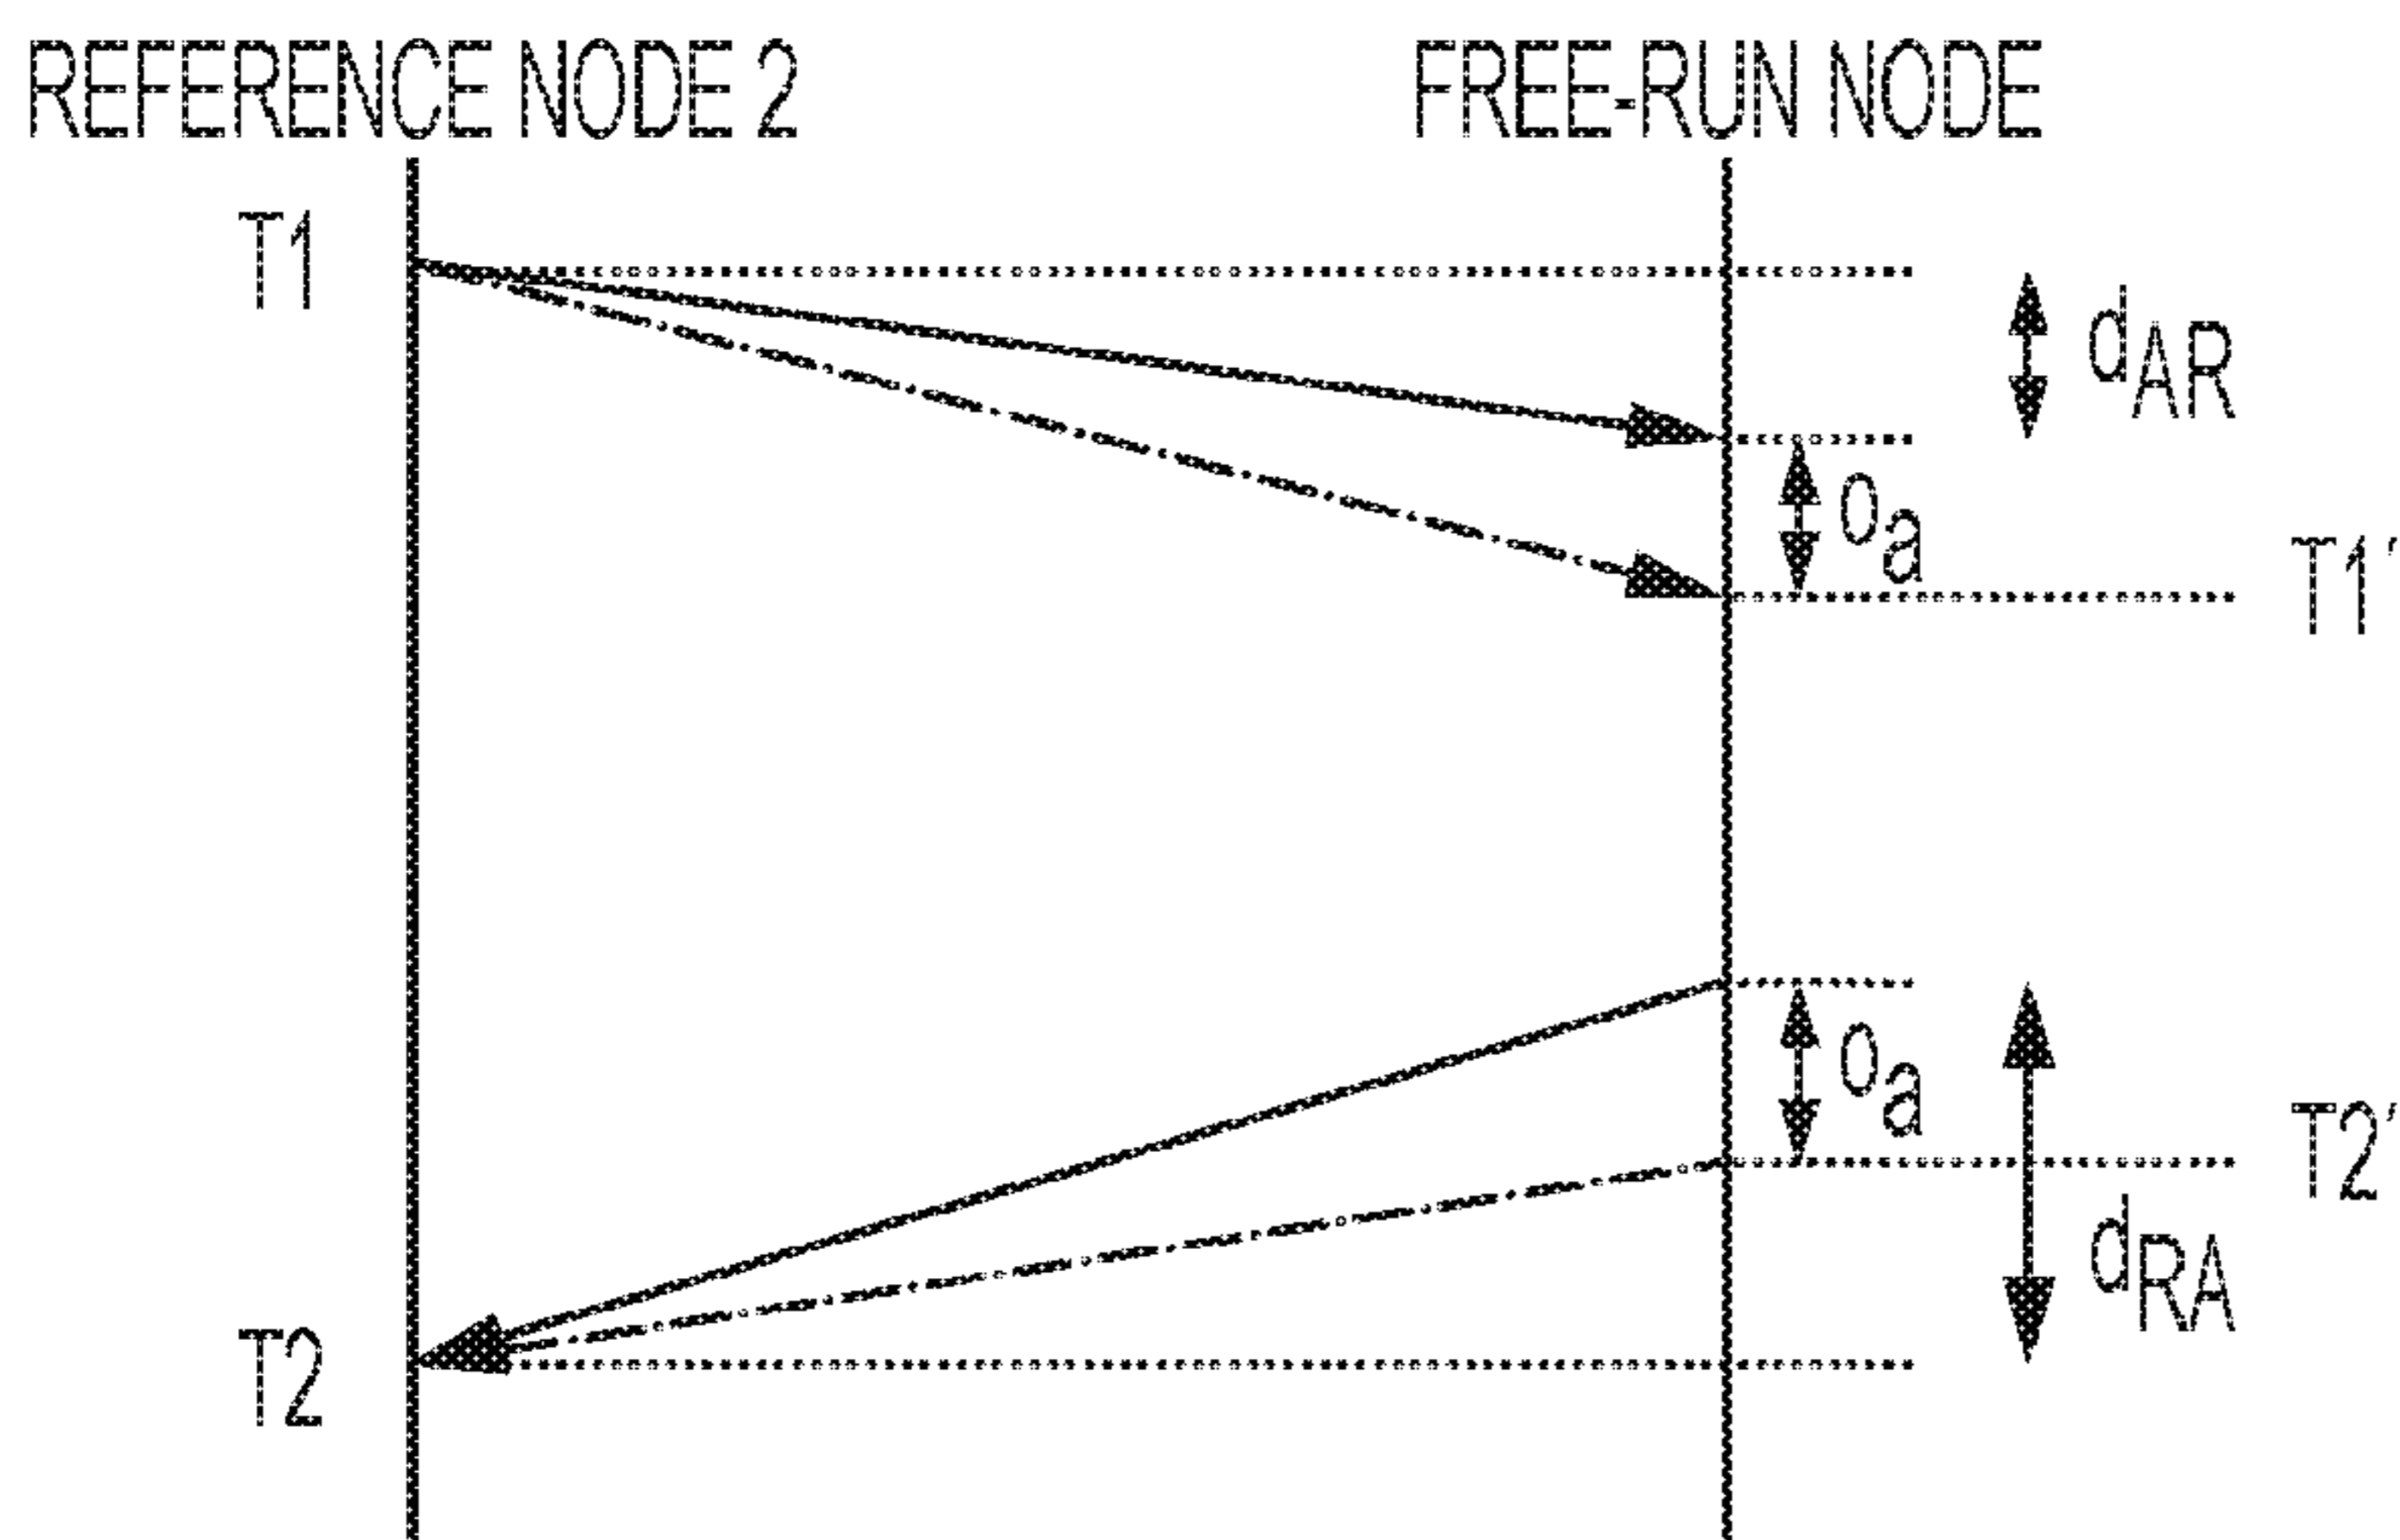 REFERENCE NODE 2 FREE-RUN NODE
T1
dAR
oa
T1'
oa
T2'
dRA
T2